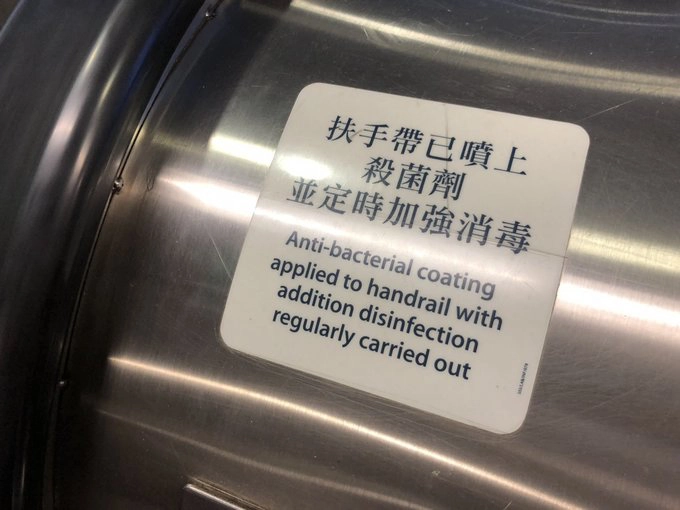 扶手帶已噴上
殺菌劑
並定時加強消毒
Anti-bacterial coating
applied to handrail with
addition disinfection
regularly carried out